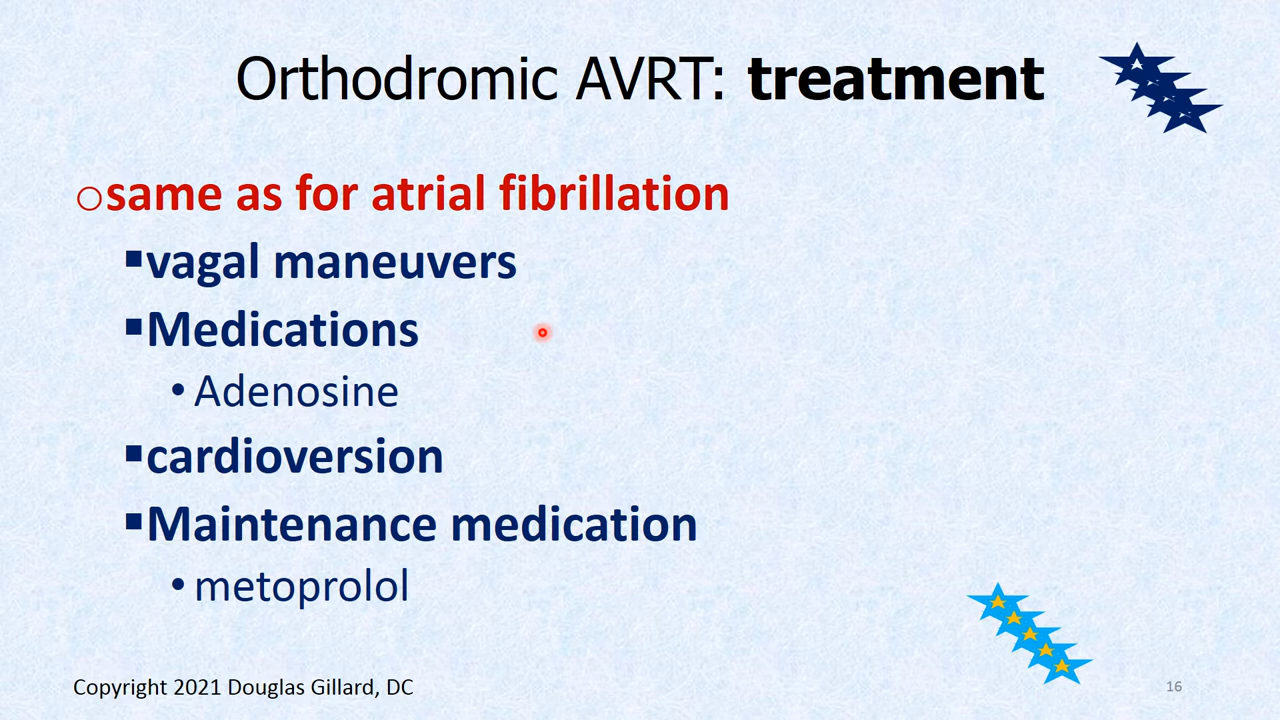 Orthodromic AVRT: treatment
○same as for atrial fibrillation
▪vagal maneuvers
▪Medications
•Adenosine
▪cardioversion
▪Maintenance medication
•metoprolol
Copyright 2021 Douglas Gillard, DC
16